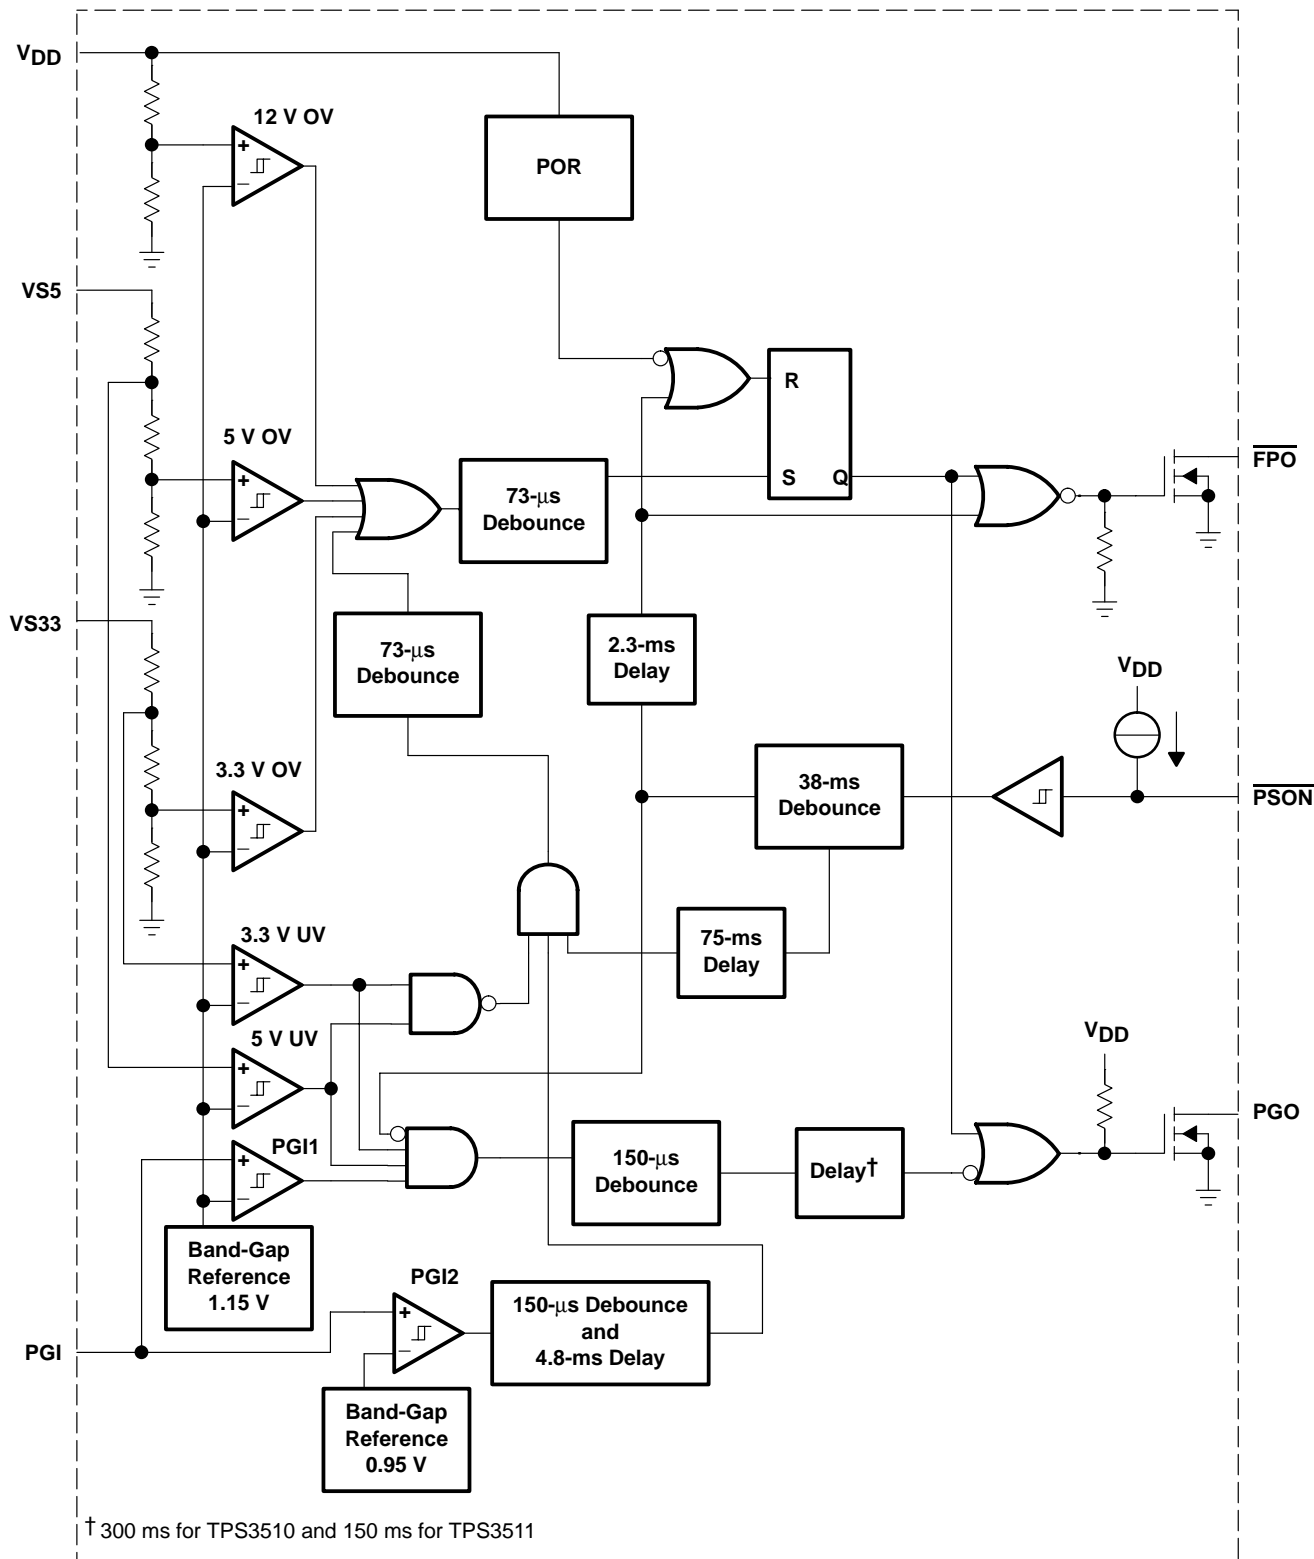 VDD
12 V OV
+
−
POR
VS5
5 V OV
+
−
R
S
Q
FPO
73-μs
Debounce
VS33
73-μs
Debounce
2.3-ms
Delay
VDD
3.3 V OV
+
−
38-ms
Debounce
PSON
75-ms
Delay
3.3 V UV
+
−
5 V UV
+
−
VDD
PGO
PGI1
+
−
150-μs
Debounce
Delay†
Band-Gap
Reference
1.15 V
PGI2
+
−
150-μs Debounce
and
4.8-ms Delay
PGI
Band-Gap
Reference
0.95 V
† 300 ms for TPS3510 and 150 ms for TPS3511